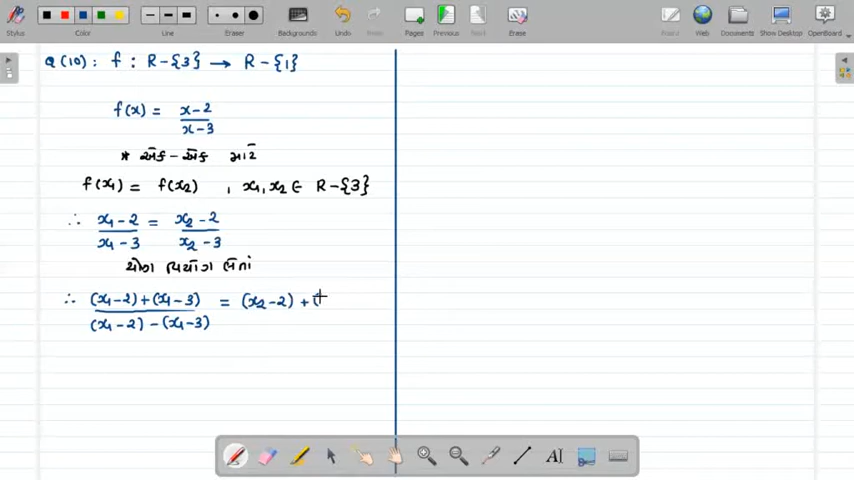 Stylus
Color
Line
Eraser
Backgrounds
Undo
Redo
Pages
Previous
Next
Erase
Board
Web
Documents
Show Desktop
OpenBoard
Q(10): f : R-{3} → R-{1}
f(x) = x-2 / x-3
* એક-એક માટે
f(x₁) = f(x₂) , x₁,x₂ ∈ R-{3}
∴ x₁-2 / x₁-3 = x₂-2 / x₂-3
યોગ વિયોગ લેતાં
∴ (x₁-2)+(x₁-3) / (x₁-2)-(x₁-3) = (x₂-2)+(